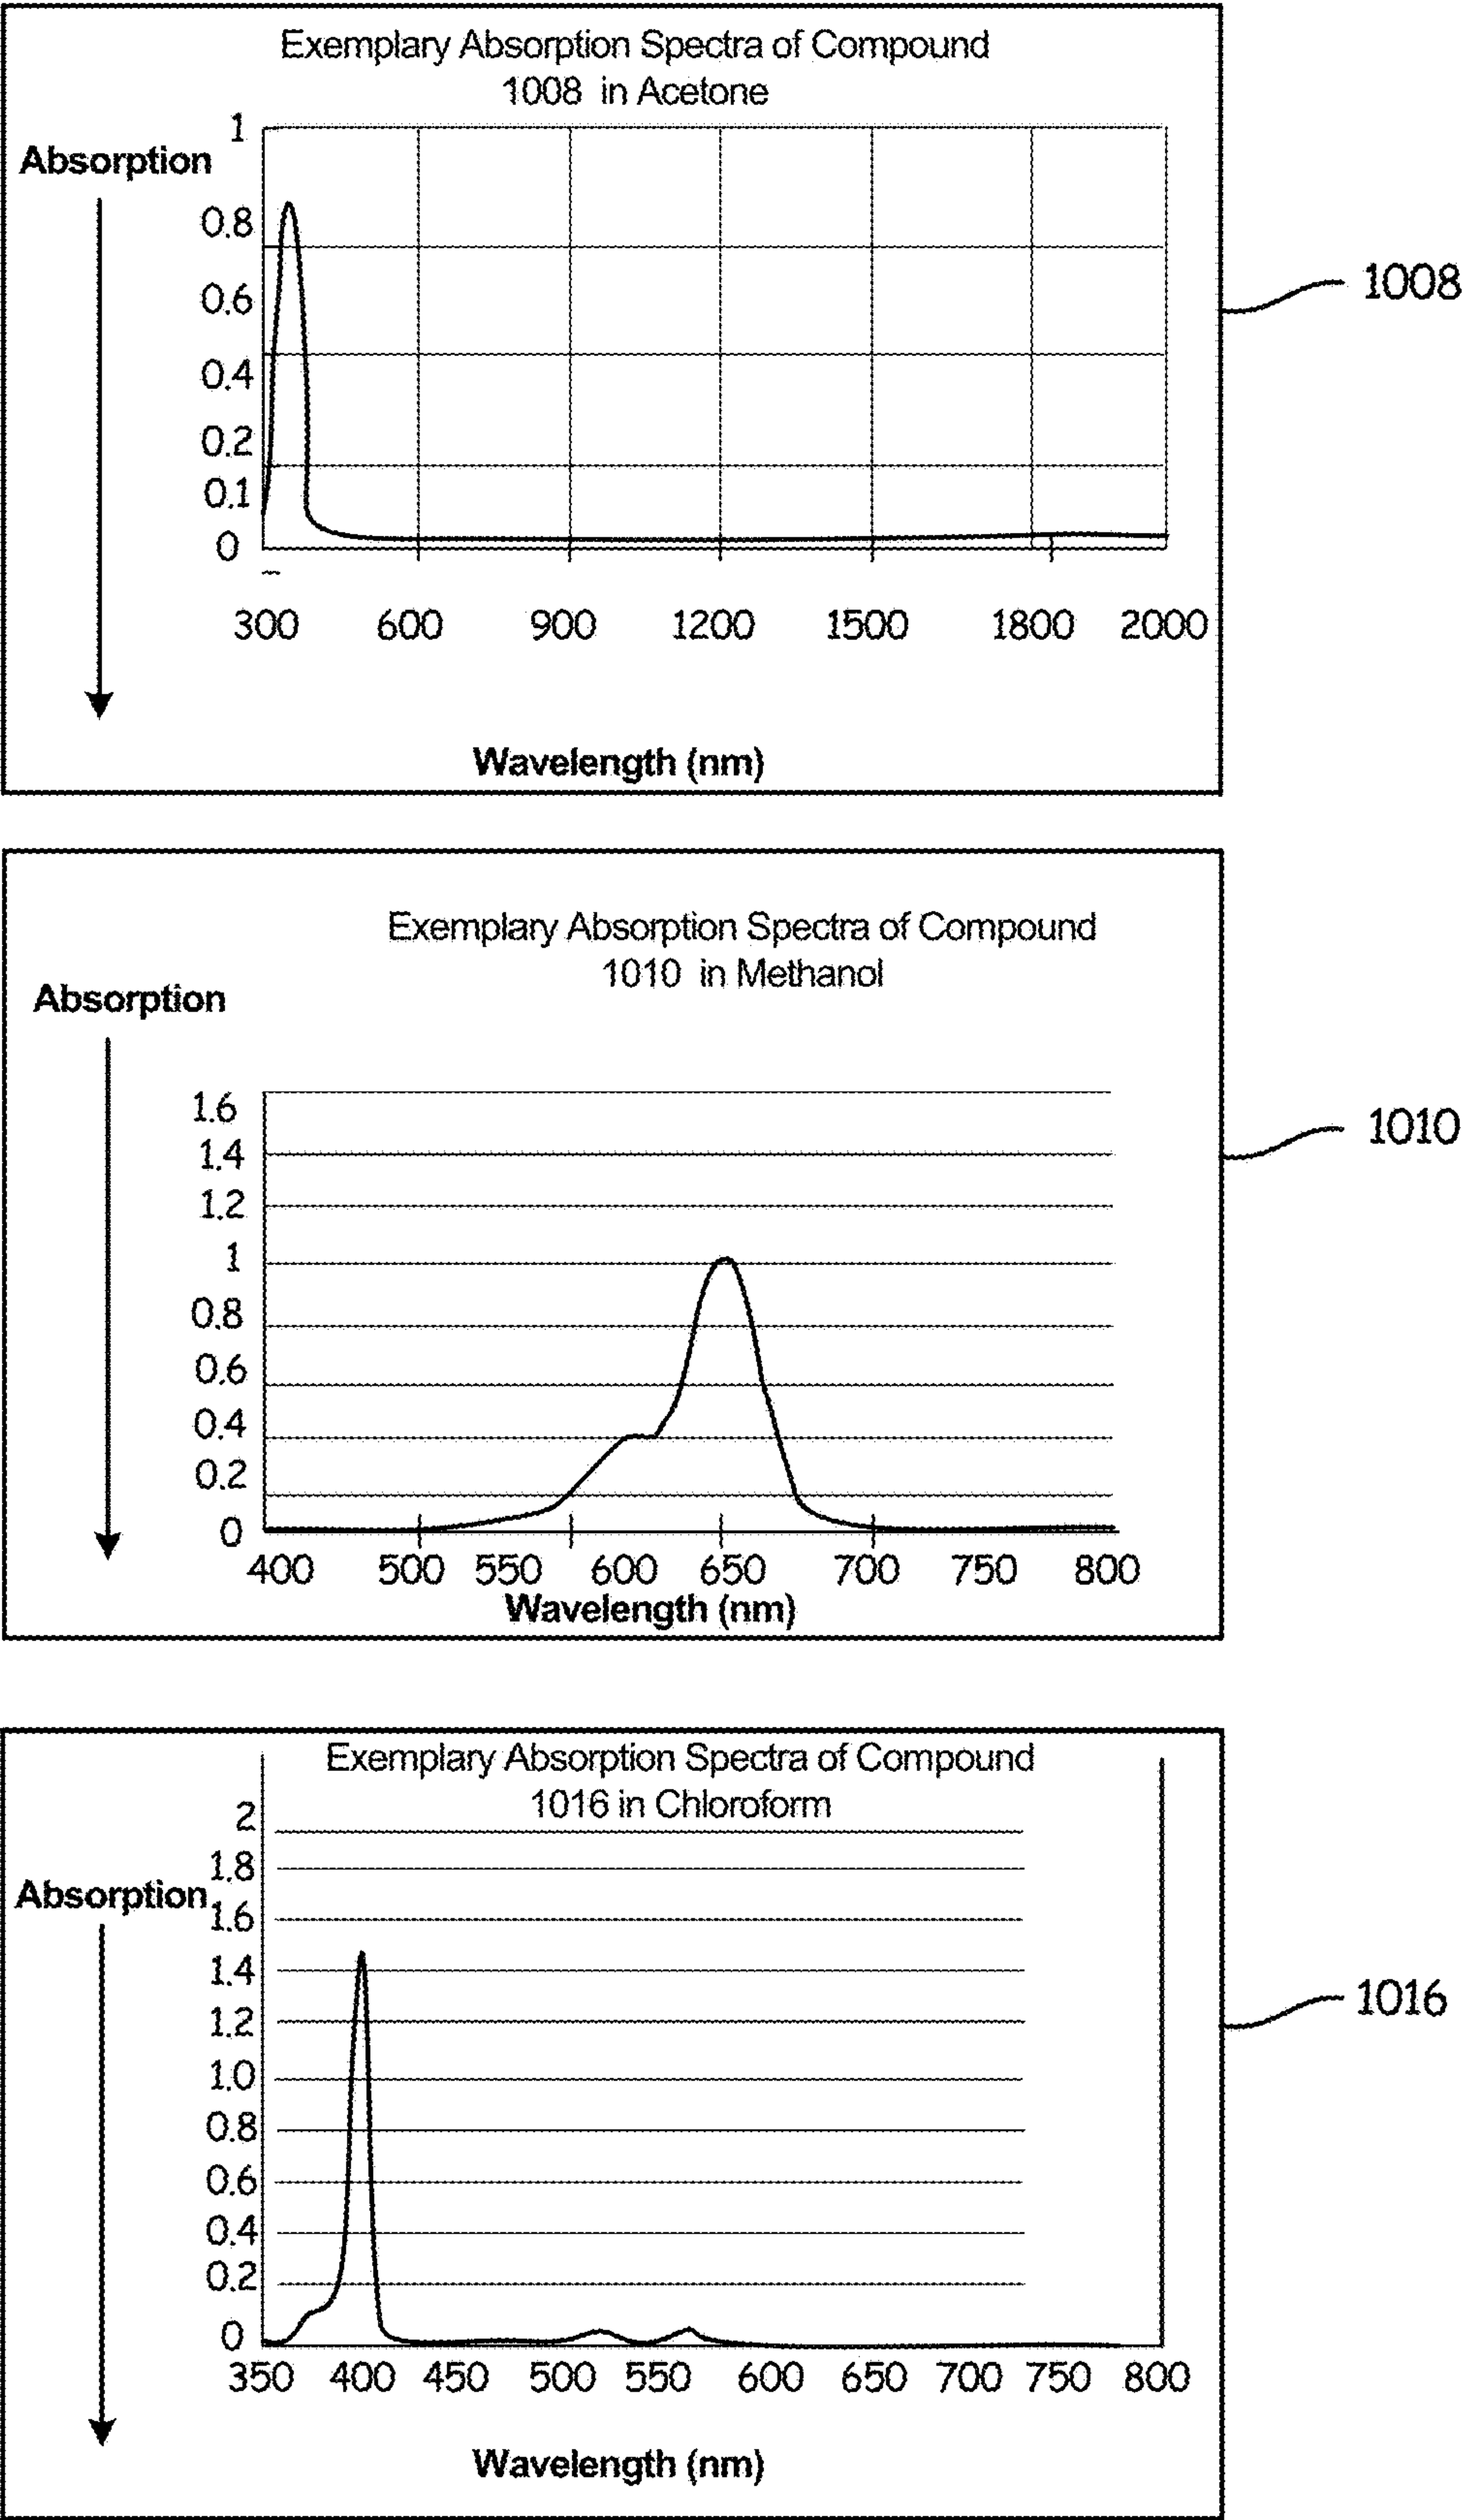 Exemplary Absorption Spectra of Compound
1008 in Acetone
Absorption
1
0.8
0.6
0.4
0.2
0.1
0
300 600 900 1200 1500 1800 2000
Wavelength (nm)
1008
Exemplary Absorption Spectra of Compound
1010 in Methanol
Absorption
1.6
1.4
1.2
1
0.8
0.6
0.4
0.2
0
400 500 550 600 650 700 750 800
Wavelength (nm)
1010
Exemplary Absorption Spectra of Compound
1016 in Chloroform
Absorption
2
1.8
1.6
1.4
1.2
1.0
0.8
0.6
0.4
0.2
0
350 400 450 500 550 600 650 700 750 800
Wavelength (nm)
1016